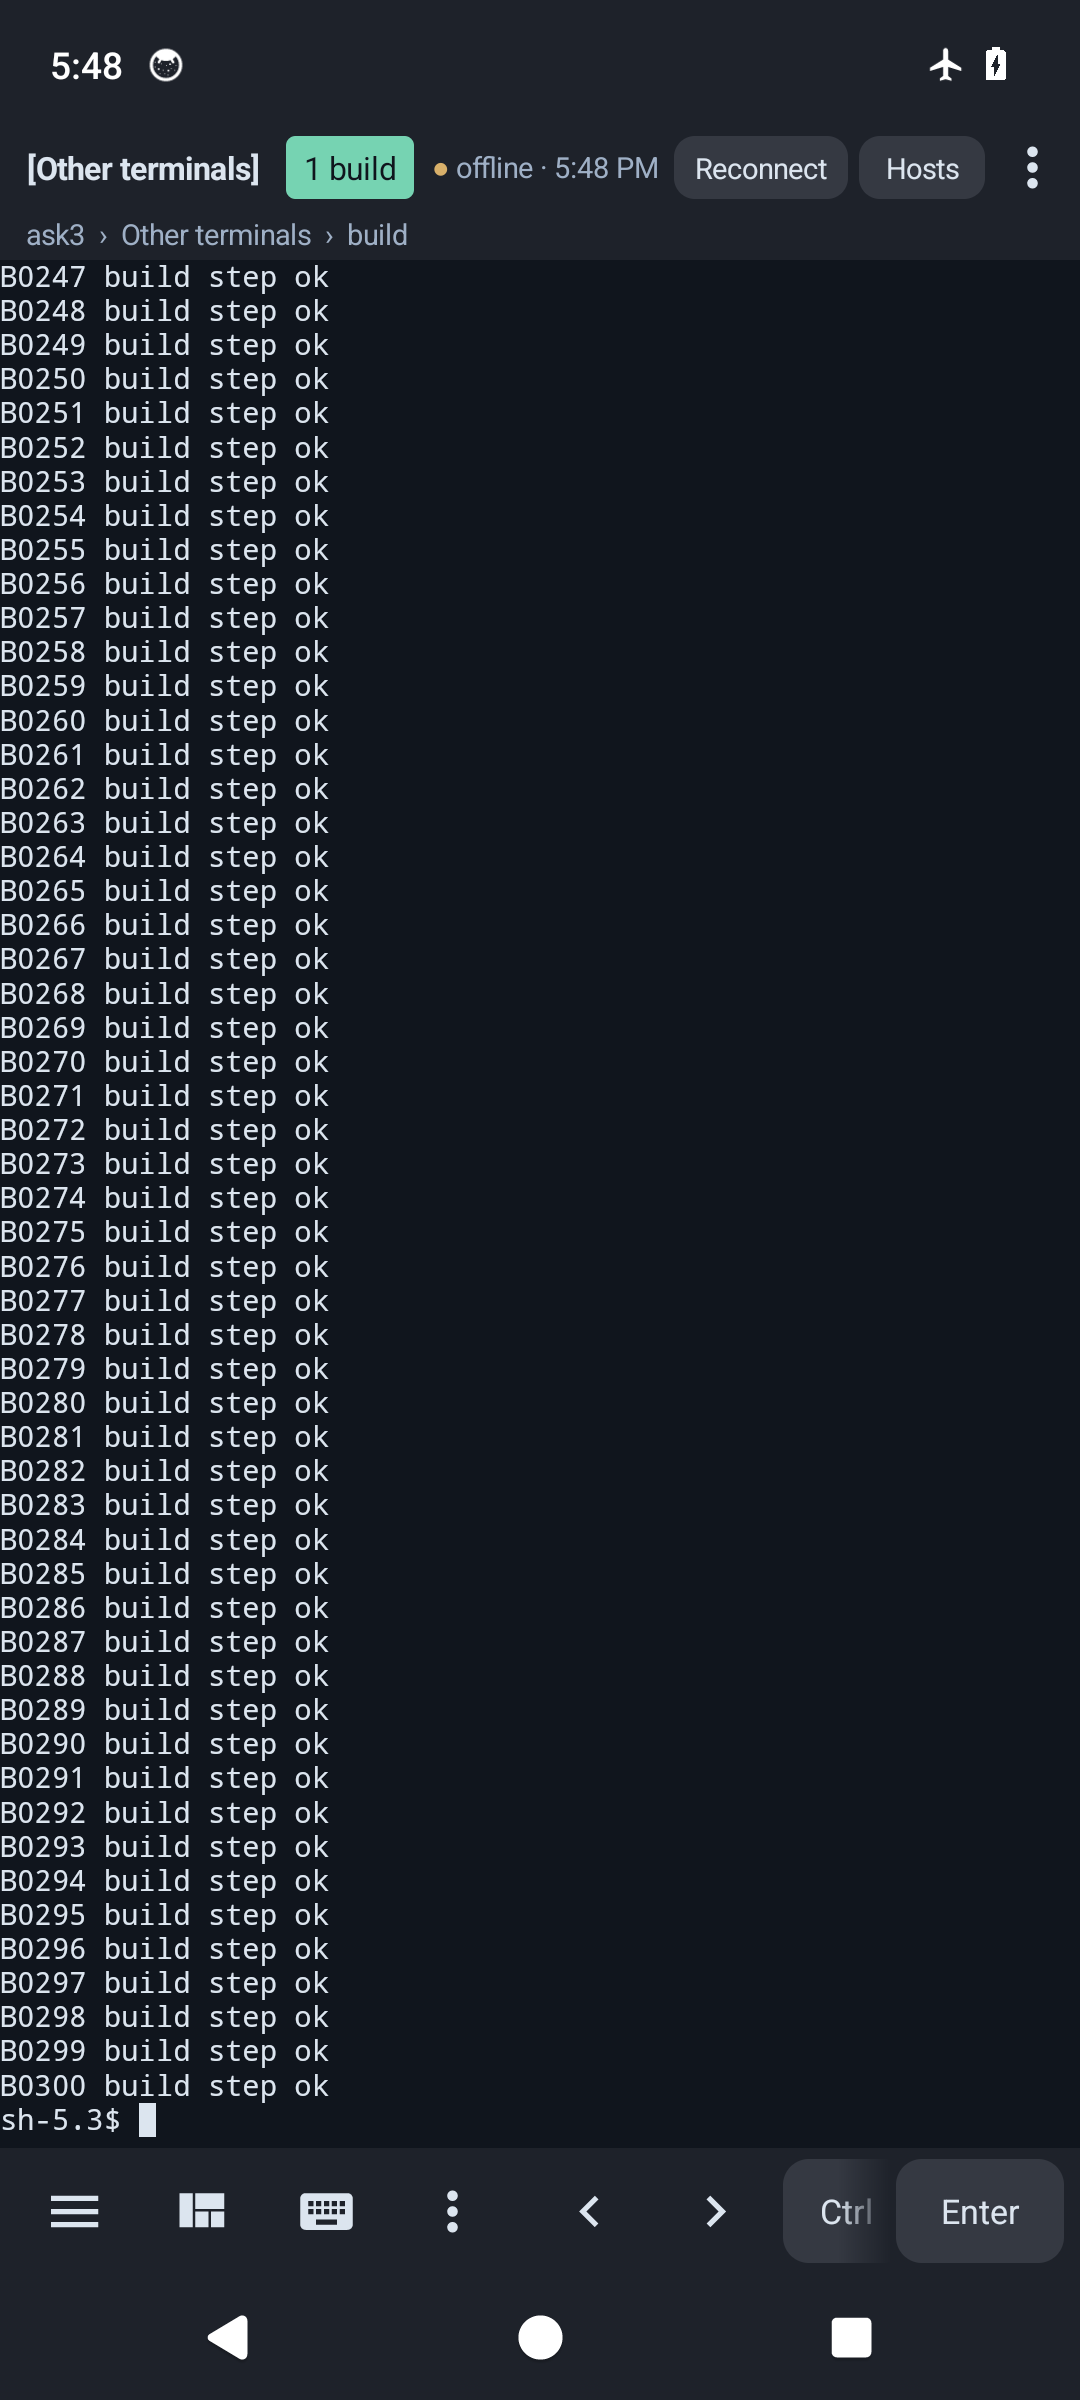 5:48
[Other terminals] 1 build offline · 5:48 PM Reconnect Hosts
ask3 › Other terminals › build
B0247 build step ok
B0248 build step ok
B0249 build step ok
B0250 build step ok
B0251 build step ok
B0252 build step ok
B0253 build step ok
B0254 build step ok
B0255 build step ok
B0256 build step ok
B0257 build step ok
B0258 build step ok
B0259 build step ok
B0260 build step ok
B0261 build step ok
B0262 build step ok
B0263 build step ok
B0264 build step ok
B0265 build step ok
B0266 build step ok
B0267 build step ok
B0268 build step ok
B0269 build step ok
B0270 build step ok
B0271 build step ok
B0272 build step ok
B0273 build step ok
B0274 build step ok
B0275 build step ok
B0276 build step ok
B0277 build step ok
B0278 build step ok
B0279 build step ok
B0280 build step ok
B0281 build step ok
B0282 build step ok
B0283 build step ok
B0284 build step ok
B0285 build step ok
B0286 build step ok
B0287 build step ok
B0288 build step ok
B0289 build step ok
B0290 build step ok
B0291 build step ok
B0292 build step ok
B0293 build step ok
B0294 build step ok
B0295 build step ok
B0296 build step ok
B0297 build step ok
B0298 build step ok
B0299 build step ok
B0300 build step ok
sh-5.3$
Ctrl Enter